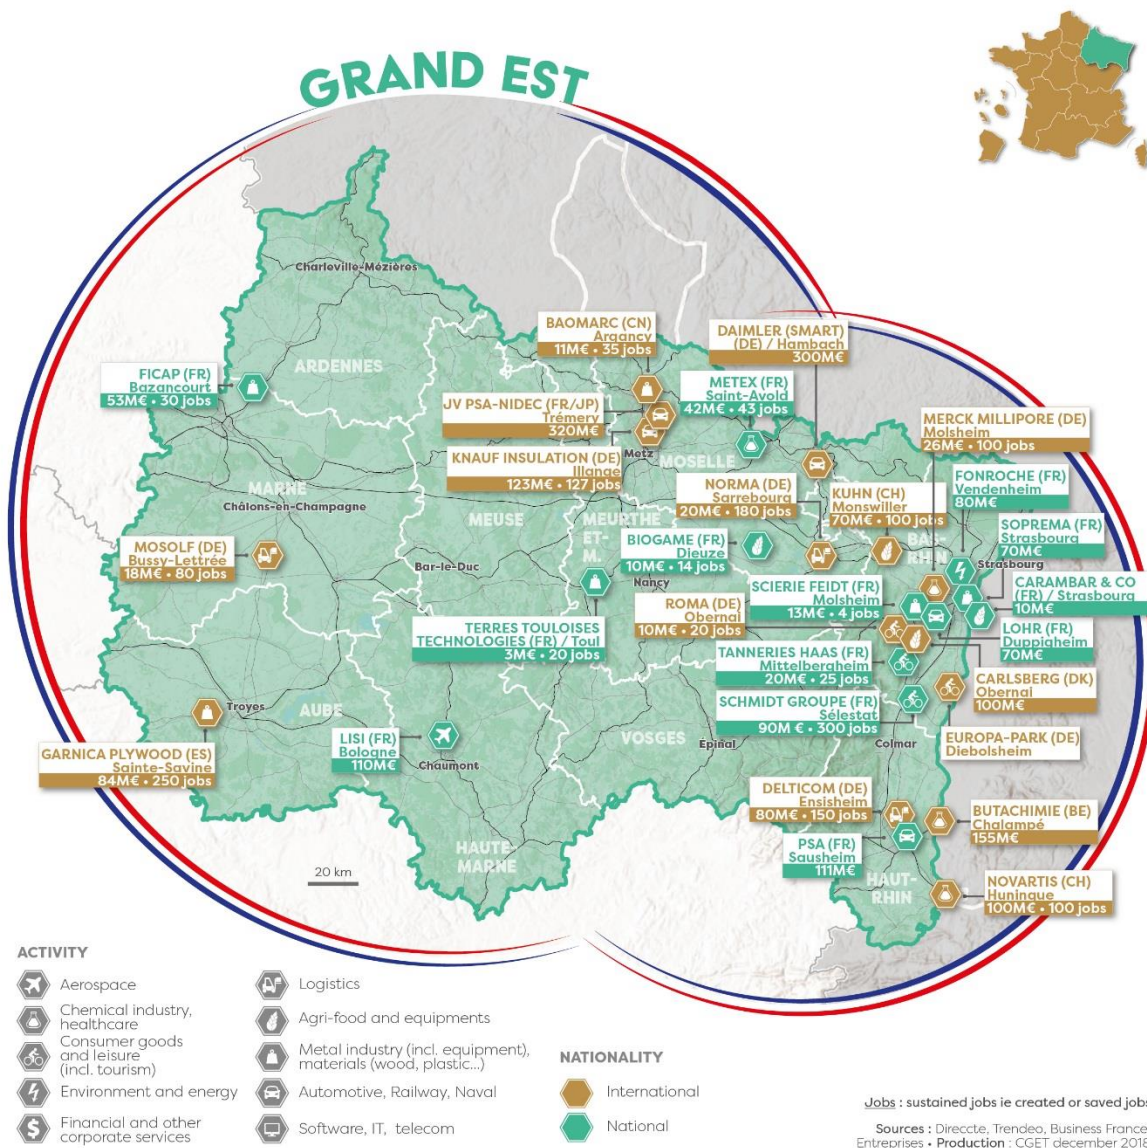 GRAND EST
Charleville-Mézières
BAOMARC (CN)
Argancy
11M€ • 35 jobs
DAIMLER (SMART)
(DE) / Hambach
300M€
FICAP (FR)
Bazancourt
53M€ • 30 jobs
ARDENNES
JV PSA-NIDEC (FR/JP)
Trémery
320M€
METEX (FR)
Saint-Avold
42M€ • 43 jobs
MERCK MILLIPORE (DE)
Molsheim
26M€ • 100 jobs
KNAUF INSULATION (DE)
Illange
123M€ • 127 jobs
Metz
MOSELLE
NORMA (DE)
Sarrebourg
20M€ • 180 jobs
KUHN (CH)
Monswiller
70M€ • 100 jobs
FONROCHE (FR)
Vendenheim
80M€
MARNE
Châlons-en-Champagne
MEUSE
MEURTHE
ET-M.
BIOGAME (FR)
Dieuze
10M€ • 14 jobs
BAS-
RHIN
SOPREMA (FR)
Strasbourg
70M€
Strasbourg
MOSOLF (DE)
Bussy-Lettrée
18M€ • 80 jobs
Bar-le-Duc
Nancy
SCIERIE FEIDT (FR)
Molsheim
13M€ • 4 jobs
CARAMBAR & CO
(FR) / Strasbourg
10M€
TERRES TOULOISES
TECHNOLOGIES (FR) / Toul
3M€ • 20 jobs
ROMA (DE)
Obernai
10M€ • 20 jobs
LOHR (FR)
Duppigheim
70M€
TANNERIES HAAS (FR)
Mittelbergheim
20M€ • 25 jobs
CARLSBERG (DK)
Obernai
100M€
Troyes
AUBE
LISI (FR)
Bologne
110M€
Chaumont
VOSGES
Épinal
SCHMIDT GROUPE (FR)
Sélestat
90M € • 300 jobs
Colmar
EUROPA-PARK (DE)
Diebolsheim
GARNICA PLYWOOD (ES)
Sainte-Savine
84M€ • 250 jobs
DELTICOM (DE)
Ensisheim
80M€ • 150 jobs
BUTACHIMIE (BE)
Chalampé
155M€
HAUTE-
MARNE
PSA (FR)
Sausheim
111M€
HAUT-
RHIN
NOVARTIS (CH)
Huningue
100M€ • 100 jobs
20 km
ACTIVITY
Aerospace
Chemical industry,
healthcare
Consumer goods
and leisure
(incl. tourism)
Environment and energy
$
Financial and other
corporate services
Logistics
Agri-food and equipments
Metal industry (incl. equipment),
materials (wood, plastic...)
Automotive, Railway, Naval
Software, IT, telecom
NATIONALITY
International
National
Jobs : sustained jobs ie created or saved jobs
Sources : Direccte, Trendeo, Business France
Entreprises • Production : CGET december 2018